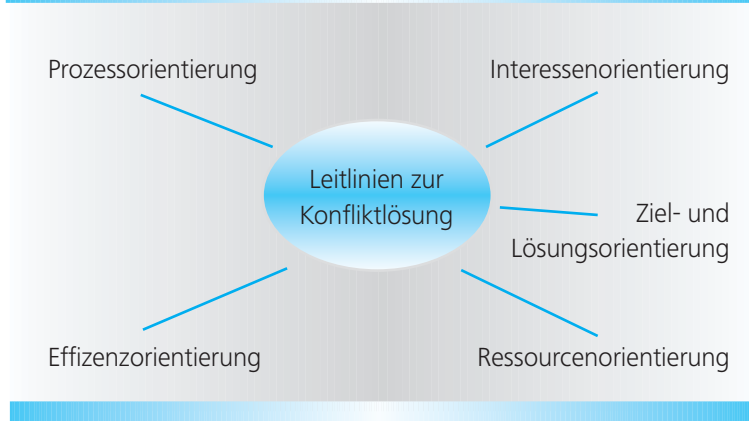 Prozessorientierung
Interessenorientierung
Leitlinien zur
Konfliktlösung
Ziel- und
Lösungsorientierung
Effizenzorientierung
Ressourcenorientierung